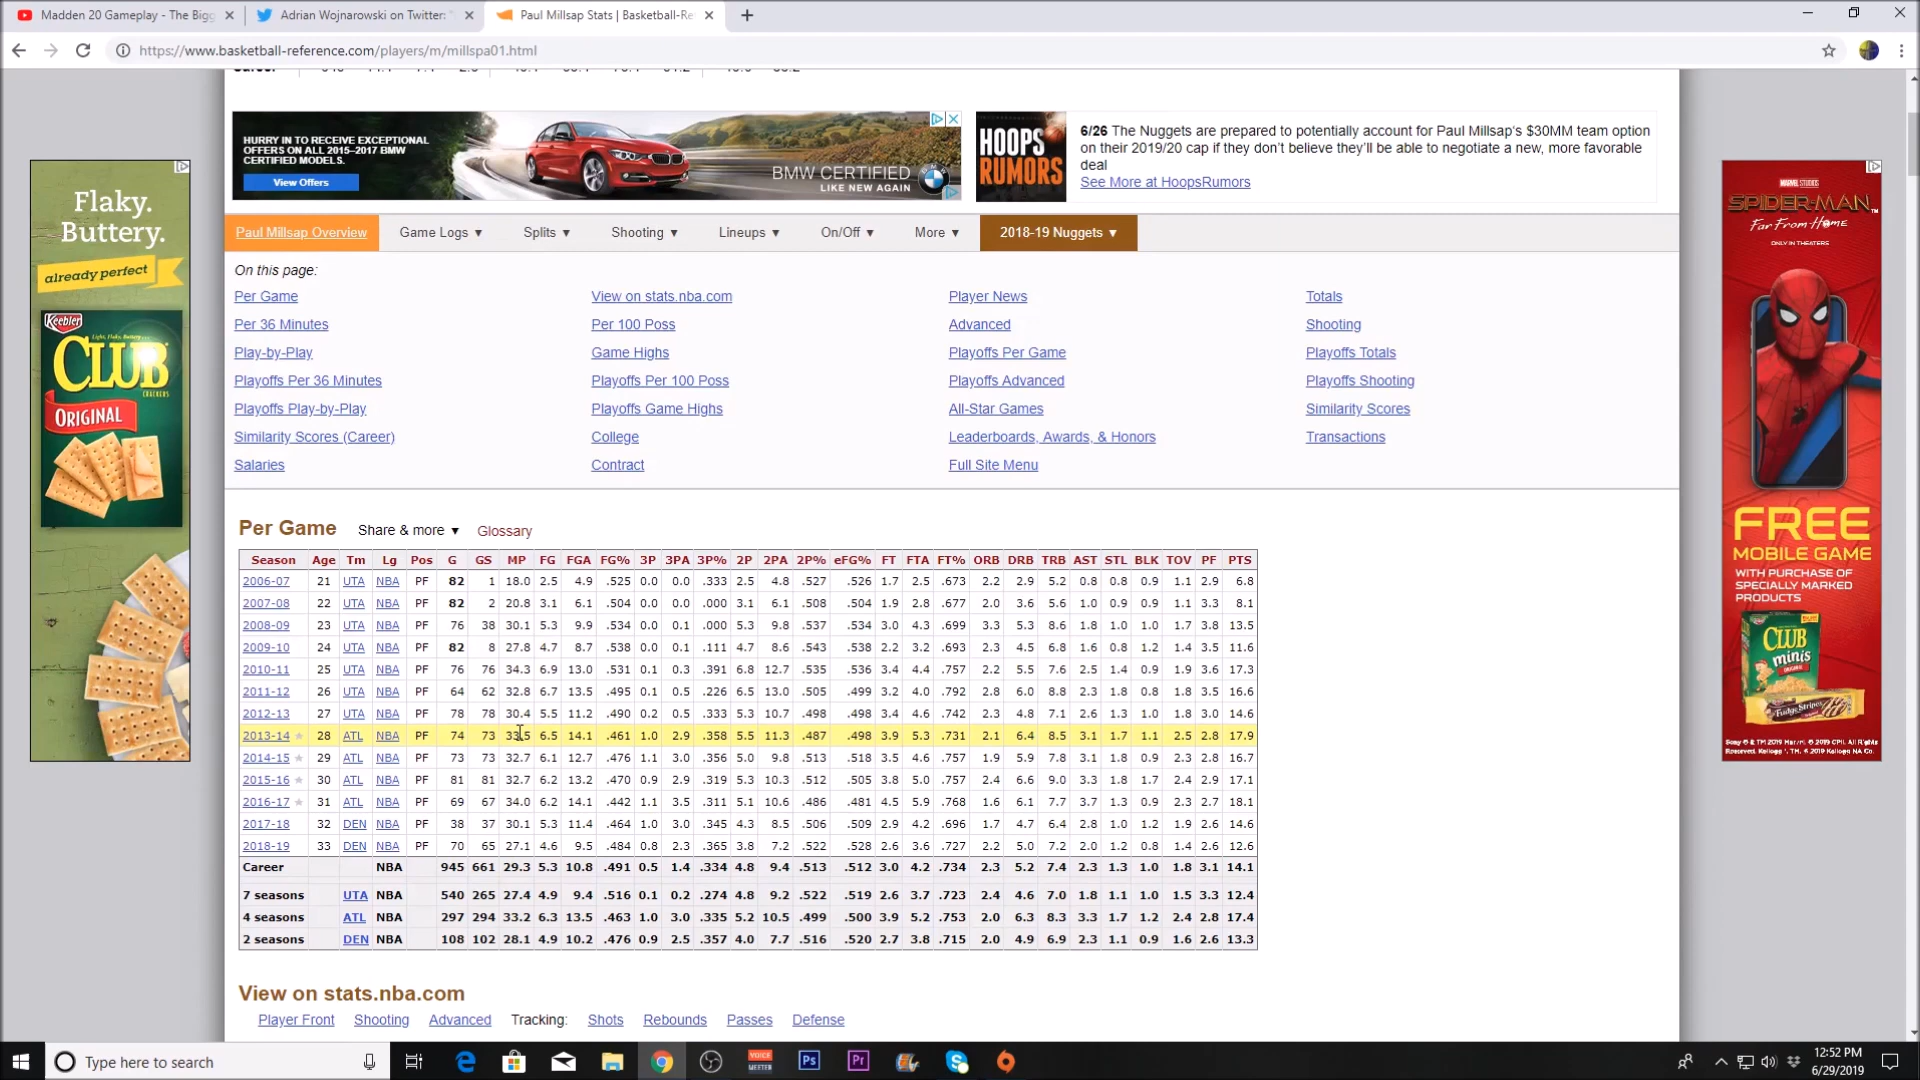 Madden 20 Gameplay - The Bigg
Adrian Wojnarowski on Twitter: "
Paul Millsap Stats | Basketball-Re
https://www.basketball-reference.com/players/m/millspa01.html
HURRY IN TO RECEIVE EXCEPTIONAL
OFFERS ON ALL 2015–2017 BMW
CERTIFIED MODELS.
View Offers
BMW CERTIFIED
LIKE NEW AGAIN
HOOPS
RUMORS
6/26 The Nuggets are prepared to potentially account for Paul Millsap's $30MM team option
on their 2019/20 cap if they don't believe they'll be able to negotiate a new, more favorable
deal
See More at HoopsRumors
Flaky.
Buttery.
already perfect
Keebler
Light, Flaky, Buttery
CLUB
CRACKERS
ORIGINAL
MARVEL STUDIOS
SPIDER-MAN
Far From Home
ONLY IN THEATERS
FREE
MOBILE GAME
WITH PURCHASE OF
SPECIALLY MARKED
PRODUCTS
CLUB
minis
ORIGINAL
Fudge Stripes
Paul Millsap Overview Game Logs ▼ Splits ▼ Shooting ▼ Lineups ▼ On/Off ▼ More ▼ 2018-19 Nuggets ▼
On this page:
Per Game View on stats.nba.com Player News Totals
Per 36 Minutes Per 100 Poss Advanced Shooting
Play-by-Play Game Highs Playoffs Per Game Playoffs Totals
Playoffs Per 36 Minutes Playoffs Per 100 Poss Playoffs Advanced Playoffs Shooting
Playoffs Play-by-Play Playoffs Game Highs All-Star Games Similarity Scores
Similarity Scores (Career) College Leaderboards, Awards, & Honors Transactions
Salaries Contract Full Site Menu
Per Game Share & more ▼ Glossary
Season Age Tm Lg Pos G GS MP FG FGA FG% 3P 3PA 3P% 2P 2PA 2P% eFG% FT FTA FT% ORB DRB TRB AST STL BLK TOV PF PTS
2006-07 21 UTA NBA PF 82 1 18.0 2.5 4.9 .525 0.0 0.0 .333 2.5 4.8 .527 .526 1.7 2.5 .673 2.2 2.9 5.2 0.8 0.8 0.9 1.1 2.9 6.8
2007-08 22 UTA NBA PF 82 2 20.8 3.1 6.1 .504 0.0 0.0 .000 3.1 6.1 .508 .504 1.9 2.8 .677 2.0 3.6 5.6 1.0 0.9 0.9 1.1 3.3 8.1
2008-09 23 UTA NBA PF 76 38 30.1 5.3 9.9 .534 0.0 0.1 .000 5.3 9.8 .537 .534 3.0 4.3 .699 3.3 5.3 8.6 1.8 1.0 1.0 1.7 3.8 13.5
2009-10 24 UTA NBA PF 82 8 27.8 4.7 8.7 .538 0.0 0.1 .111 4.7 8.6 .543 .538 2.2 3.2 .693 2.3 4.5 6.8 1.6 0.8 1.2 1.4 3.5 11.6
2010-11 25 UTA NBA PF 76 76 34.3 6.9 13.0 .531 0.1 0.3 .391 6.8 12.7 .535 .536 3.4 4.4 .757 2.2 5.5 7.6 2.5 1.4 0.9 1.9 3.6 17.3
2011-12 26 UTA NBA PF 64 62 32.8 6.7 13.5 .495 0.1 0.5 .226 6.5 13.0 .505 .499 3.2 4.0 .792 2.8 6.0 8.8 2.3 1.8 0.8 1.8 3.5 16.6
2012-13 27 UTA NBA PF 78 78 30.4 5.5 11.2 .490 0.2 0.5 .333 5.3 10.7 .498 .498 3.4 4.6 .742 2.3 4.8 7.1 2.6 1.3 1.0 1.8 3.0 14.6
2013-14 ★ 28 ATL NBA PF 74 73 33.5 6.5 14.1 .461 1.0 2.9 .358 5.5 11.3 .487 .498 3.9 5.3 .731 2.1 6.4 8.5 3.1 1.7 1.1 2.5 2.8 17.9
2014-15 ★ 29 ATL NBA PF 73 73 32.7 6.1 12.7 .476 1.1 3.0 .356 5.0 9.8 .513 .518 3.5 4.6 .757 1.9 5.9 7.8 3.1 1.8 0.9 2.3 2.8 16.7
2015-16 ★ 30 ATL NBA PF 81 81 32.7 6.2 13.2 .470 0.9 2.9 .319 5.3 10.3 .512 .505 3.8 5.0 .757 2.4 6.6 9.0 3.3 1.8 1.7 2.4 2.9 17.1
2016-17 ★ 31 ATL NBA PF 69 67 34.0 6.2 14.1 .442 1.1 3.5 .311 5.1 10.6 .486 .481 4.5 5.9 .768 1.6 6.1 7.7 3.7 1.3 0.9 2.3 2.7 18.1
2017-18 32 DEN NBA PF 38 37 30.1 5.3 11.4 .464 1.0 3.0 .345 4.3 8.5 .506 .509 2.9 4.2 .696 1.7 4.7 6.4 2.8 1.0 1.2 1.9 2.6 14.6
2018-19 33 DEN NBA PF 70 65 27.1 4.6 9.5 .484 0.8 2.3 .365 3.8 7.2 .522 .528 2.6 3.6 .727 2.2 5.0 7.2 2.0 1.2 0.8 1.4 2.6 12.6
Career NBA 945 661 29.3 5.3 10.8 .491 0.5 1.4 .334 4.8 9.4 .513 .512 3.0 4.2 .734 2.3 5.2 7.4 2.3 1.3 1.0 1.8 3.1 14.1
7 seasons UTA NBA 540 265 27.4 4.9 9.4 .516 0.1 0.2 .274 4.8 9.2 .522 .519 2.6 3.7 .723 2.4 4.6 7.0 1.8 1.1 1.0 1.5 3.3 12.4
4 seasons ATL NBA 297 294 33.2 6.3 13.5 .463 1.0 3.0 .335 5.2 10.5 .499 .500 3.9 5.2 .753 2.0 6.3 8.3 3.3 1.7 1.2 2.4 2.8 17.4
2 seasons DEN NBA 108 102 28.1 4.9 10.2 .476 0.9 2.5 .357 4.0 7.7 .516 .520 2.7 3.8 .715 2.0 4.9 6.9 2.3 1.1 0.9 1.6 2.6 13.3
View on stats.nba.com
Player Front Shooting Advanced Tracking: Shots Rebounds Passes Defense
Type here to search
VOICE
MEETER
Ps
Pr
12:52 PM
6/29/2019